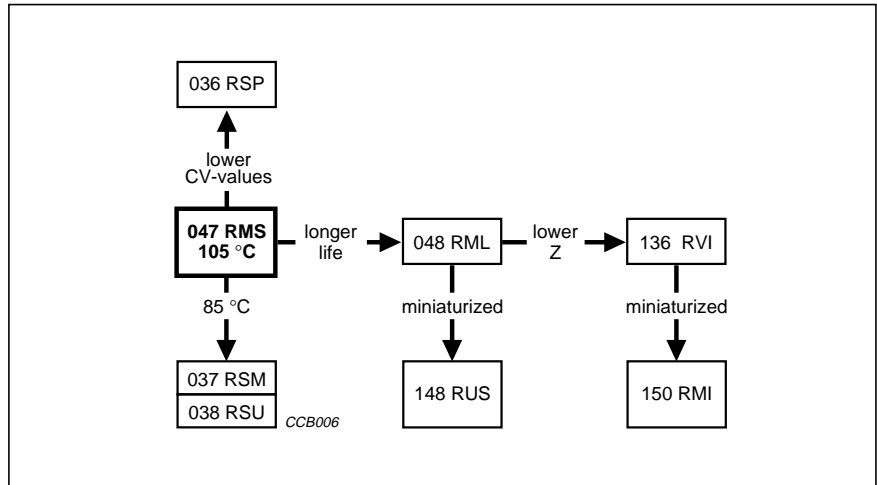 036 RSP
lower
CV-values
047 RMS
105 °C
longer
life
048 RML
lower
Z
136 RVI
85 °C
miniaturized
miniaturized
037 RSM
038 RSU
CCB006
148 RUS
150 RMI